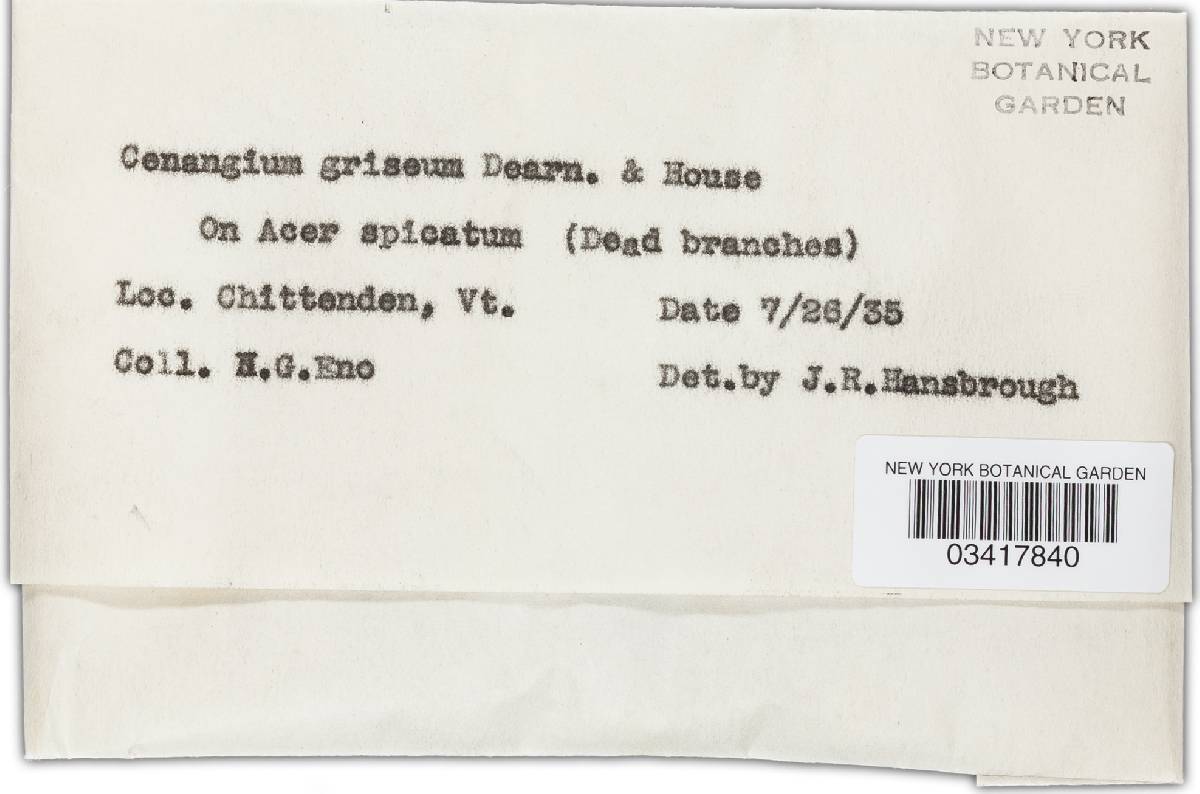 NEW YORK
BOTANICAL
GARDEN
Cenangium griseum Dearn. & House
On Acer spicatum (Dead branches)
Loc. Chittenden, Vt. Date 7/26/35
Coll. H.G.Eno Det.by J.R.Hansbrough
NEW YORK BOTANICAL GARDEN
03417840